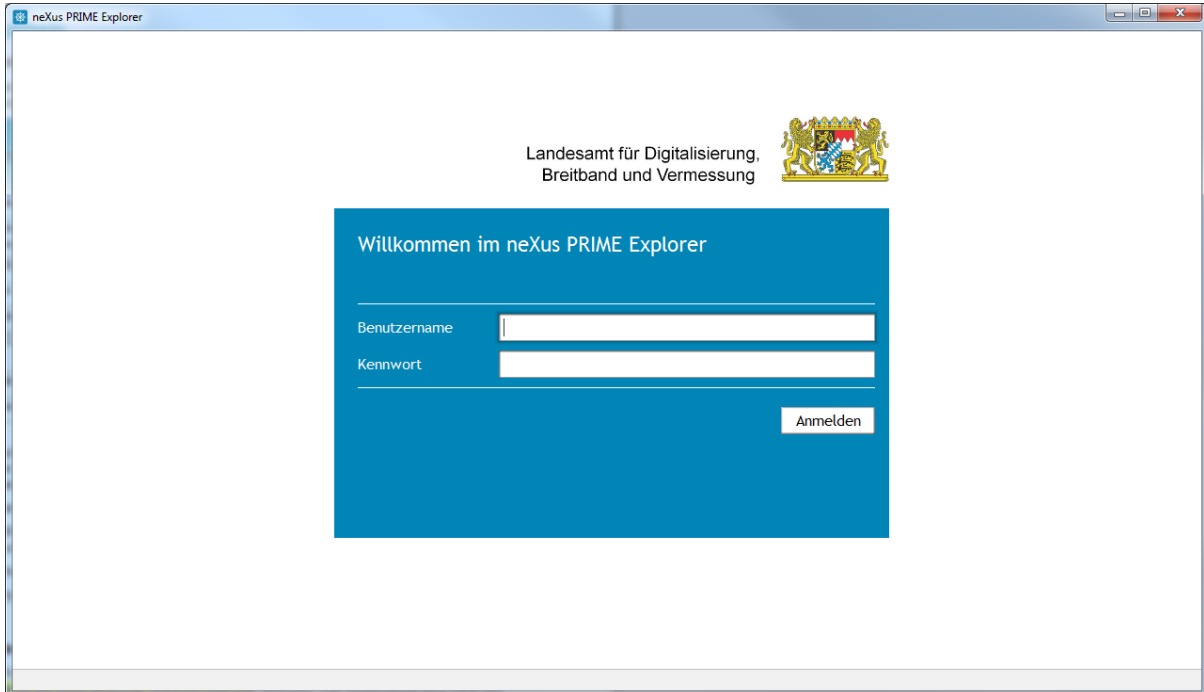 neXus PRIME Explorer
Landesamt für Digitalisierung,
Breitband und Vermessung
Willkommen im neXus PRIME Explorer
Benutzername
Kennwort
Anmelden